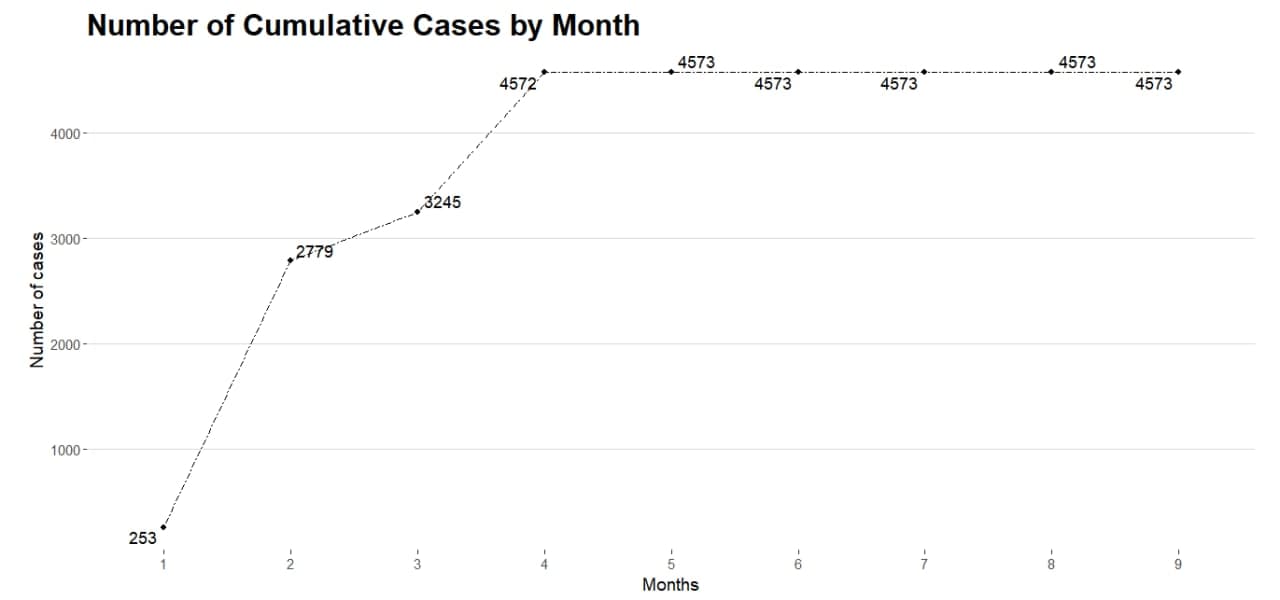 Number of Cumulative Cases by Month
4573 4573
4572 4573 4573 4573
4000
3245
3000
2779
2000
1000
253
Number of cases
1 2 3 4 5 6 7 8 9
Months